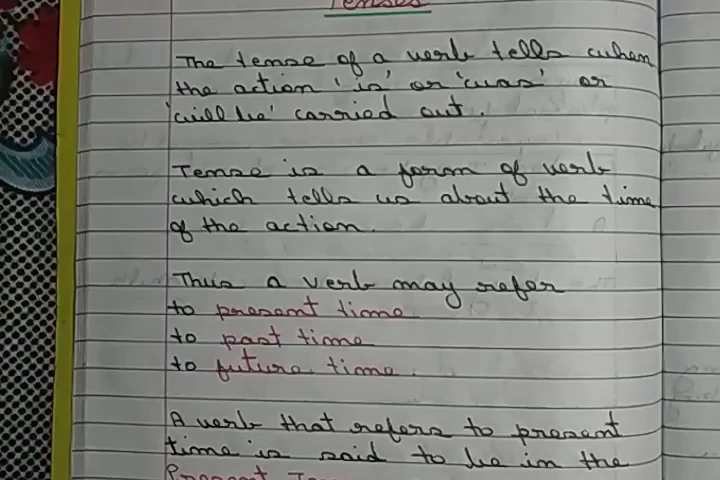 Tenses
The tense of a verb tells when
the action 'is' or 'was' or
'will be' carried out.
Tense is a form of verb
which tells us about the time
of the action.
Thus a verb may refer
to present time
to past time
to future time.
A verb that refers to present
time is said to be in the
Present